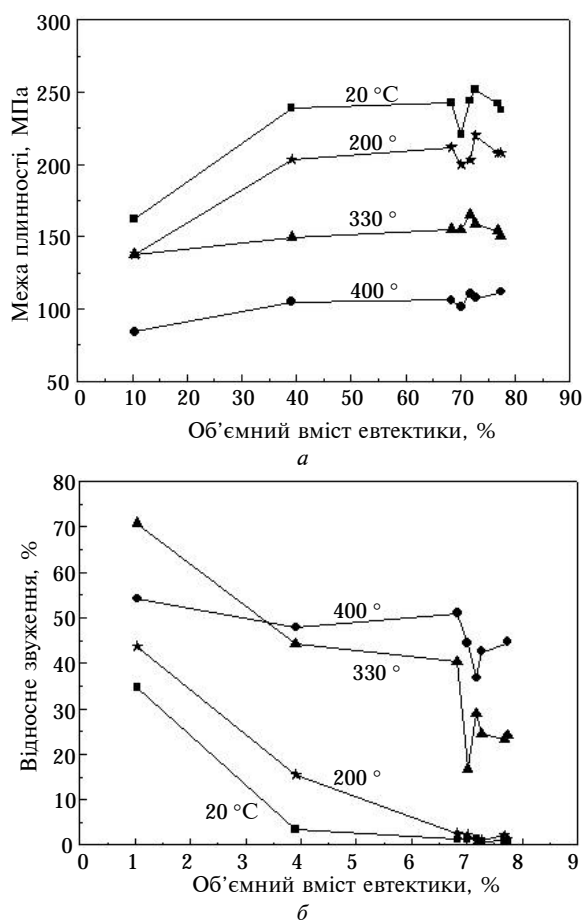 300
250
200
150
100
50
Межа плинності, МПа
20 °C
200 °
330 °
400 °
0 10 20 30 40 50 60 70 80 90
Об’ємний вміст евтектики, %
а
80
70
60
50
40
30
20
10
0
Відносне звуження, %
400 °
330 °
200 °
20 °C
0 1 2 3 4 5 6 7 8 9
Об’ємний вміст евтектики, %
б